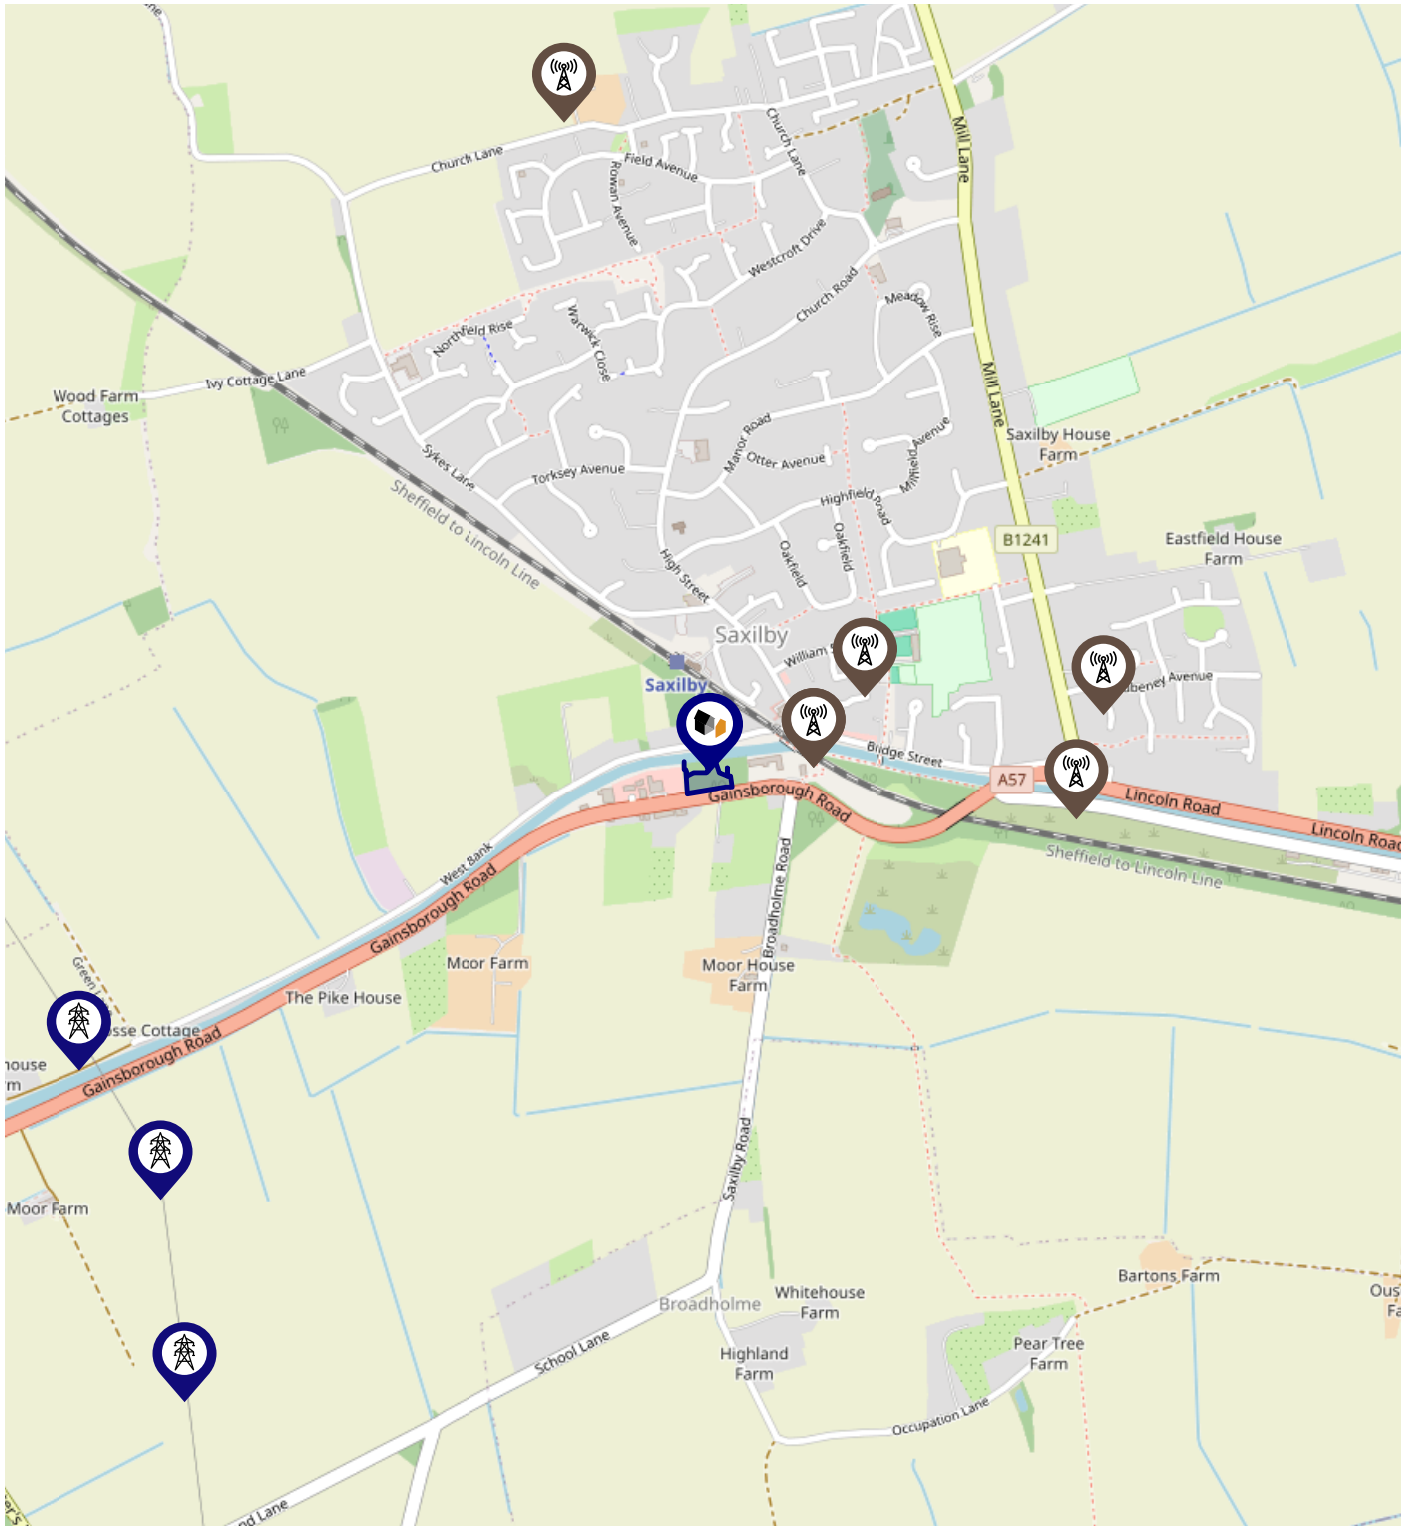 Church Lane
Field Avenue
Rowan Avenue
Church Lane
Mill Lane
Westcroft Drive
Church Road
Meadow Rise
Northfield Rise
Warwick Close
Ivy Cottage Lane
Wood Farm
Cottages
Mill Lane
Saxilby House
Farm
Manor Road
Otter Avenue
Millfield Avenue
Sykes Lane
Torksey Avenue
Sheffield to Lincoln Line
Highfield Road
Oakfield
Oakfield
B1241
Eastfield House
Farm
High Street
Saxilby
William
Saxilby
Avenue
Bridge Street
A57
Lincoln Road
Lincoln Road
Gainsborough Road
Sheffield to Lincoln Line
West Bank
Gainsborough Road
Broadholme Road
Moor Farm
Moor House
Farm
The Pike House
Green
Cottage
Gainsborough Road
Moor Farm
Saxilby Road
Bartons Farm
Broadholme
Whitehouse
Farm
School Lane
Highland
Farm
Pear Tree
Farm
Occupation Lane
Lane